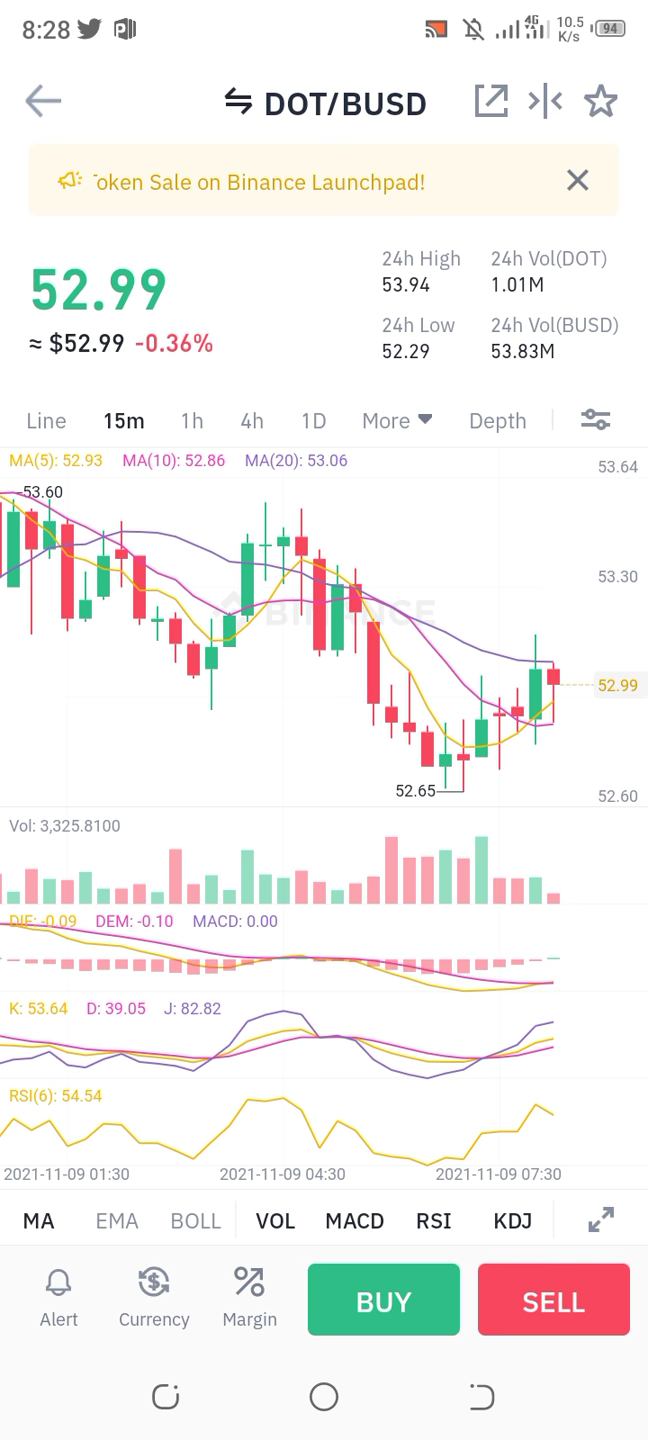 8:28 4G 10.5 K/s 94
DOT/BUSD
oken Sale on Binance Launchpad!
52.99
≈ $52.99 -0.36%
24h High 24h Vol(DOT)
53.94 1.01M
24h Low 24h Vol(BUSD)
52.29 53.83M
Line 15m 1h 4h 1D More Depth
MA(5): 52.93 MA(10): 52.86 MA(20): 53.06
53.64
53.60
53.30
BINANCE
52.99
52.65
52.60
Vol: 3,325.8100
DIF: -0.09 DEM: -0.10 MACD: 0.00
K: 53.64 D: 39.05 J: 82.82
RSI(6): 54.54
2021-11-09 01:30 2021-11-09 04:30 2021-11-09 07:30
MA EMA BOLL VOL MACD RSI KDJ
Alert Currency Margin BUY SELL